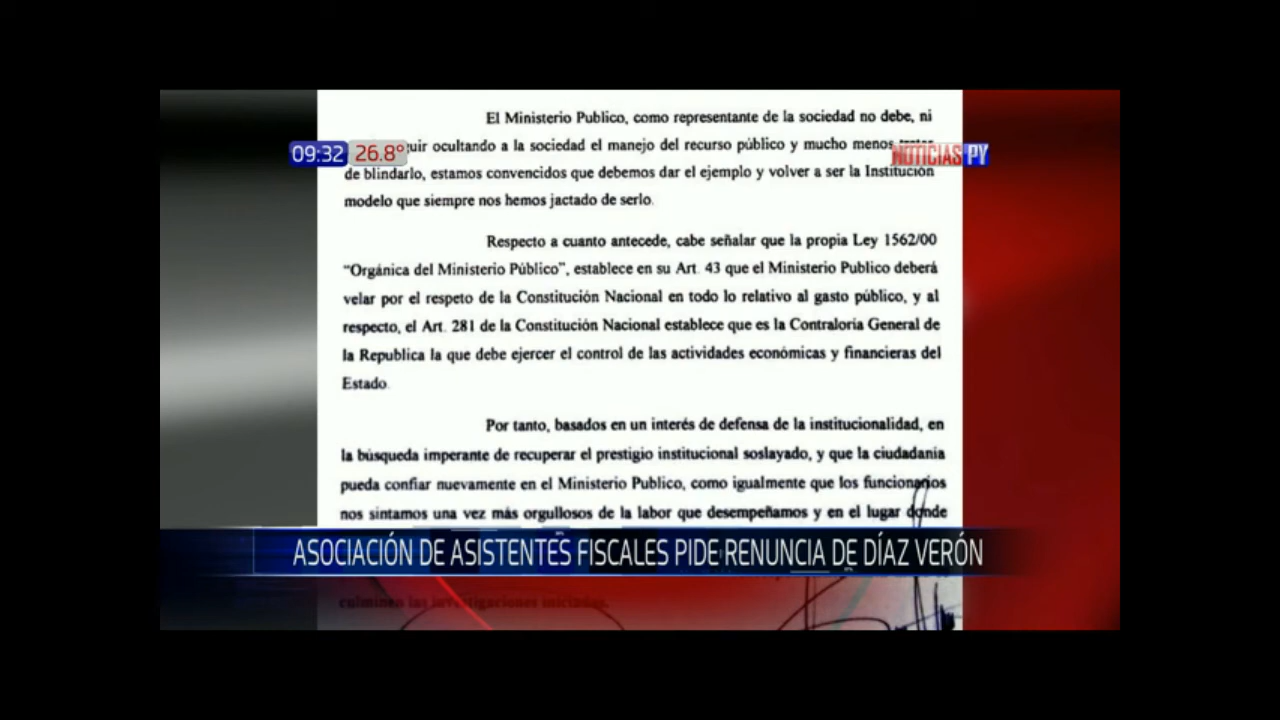 El Ministerio Publico, como representante de la sociedad no debe, ni
ocultando a la sociedad el manejo del recurso público y mucho menos
de blindarlo, estamos convencidos que debemos dar el ejemplo y volver a ser la Institución
modelo que siempre nos hemos jactado de serlo.
09:32 26.8°
NOTICIAS PY
Respecto a cuanto antecede, cabe señalar que la propia Ley 1562/00
“Orgánica del Ministerio Público”, establece en su Art. 43 que el Ministerio Publico deberá
velar por el respeto de la Constitución Nacional en todo lo relativo al gasto público, y al
respecto, el Art. 281 de la Constitución Nacional establece que es la Contraloría General de
la Republica la que debe ejercer el control de las actividades económicas y financieras del
Estado.
Por tanto, basados en un interés de defensa de la institucionalidad, en
la búsqueda imperante de recuperar el prestigio institucional soslayado, y que la ciudadanía
pueda confiar nuevamente en el Ministerio Publico, como igualmente que los funcionarios
nos sintamos una vez más orgullosos de la labor que desempeñamos y en el lugar donde
ASOCIACIÓN DE ASISTENTES FISCALES PIDE RENUNCIA DE DÍAZ VERÓN
culminen las investigaciones iniciadas.